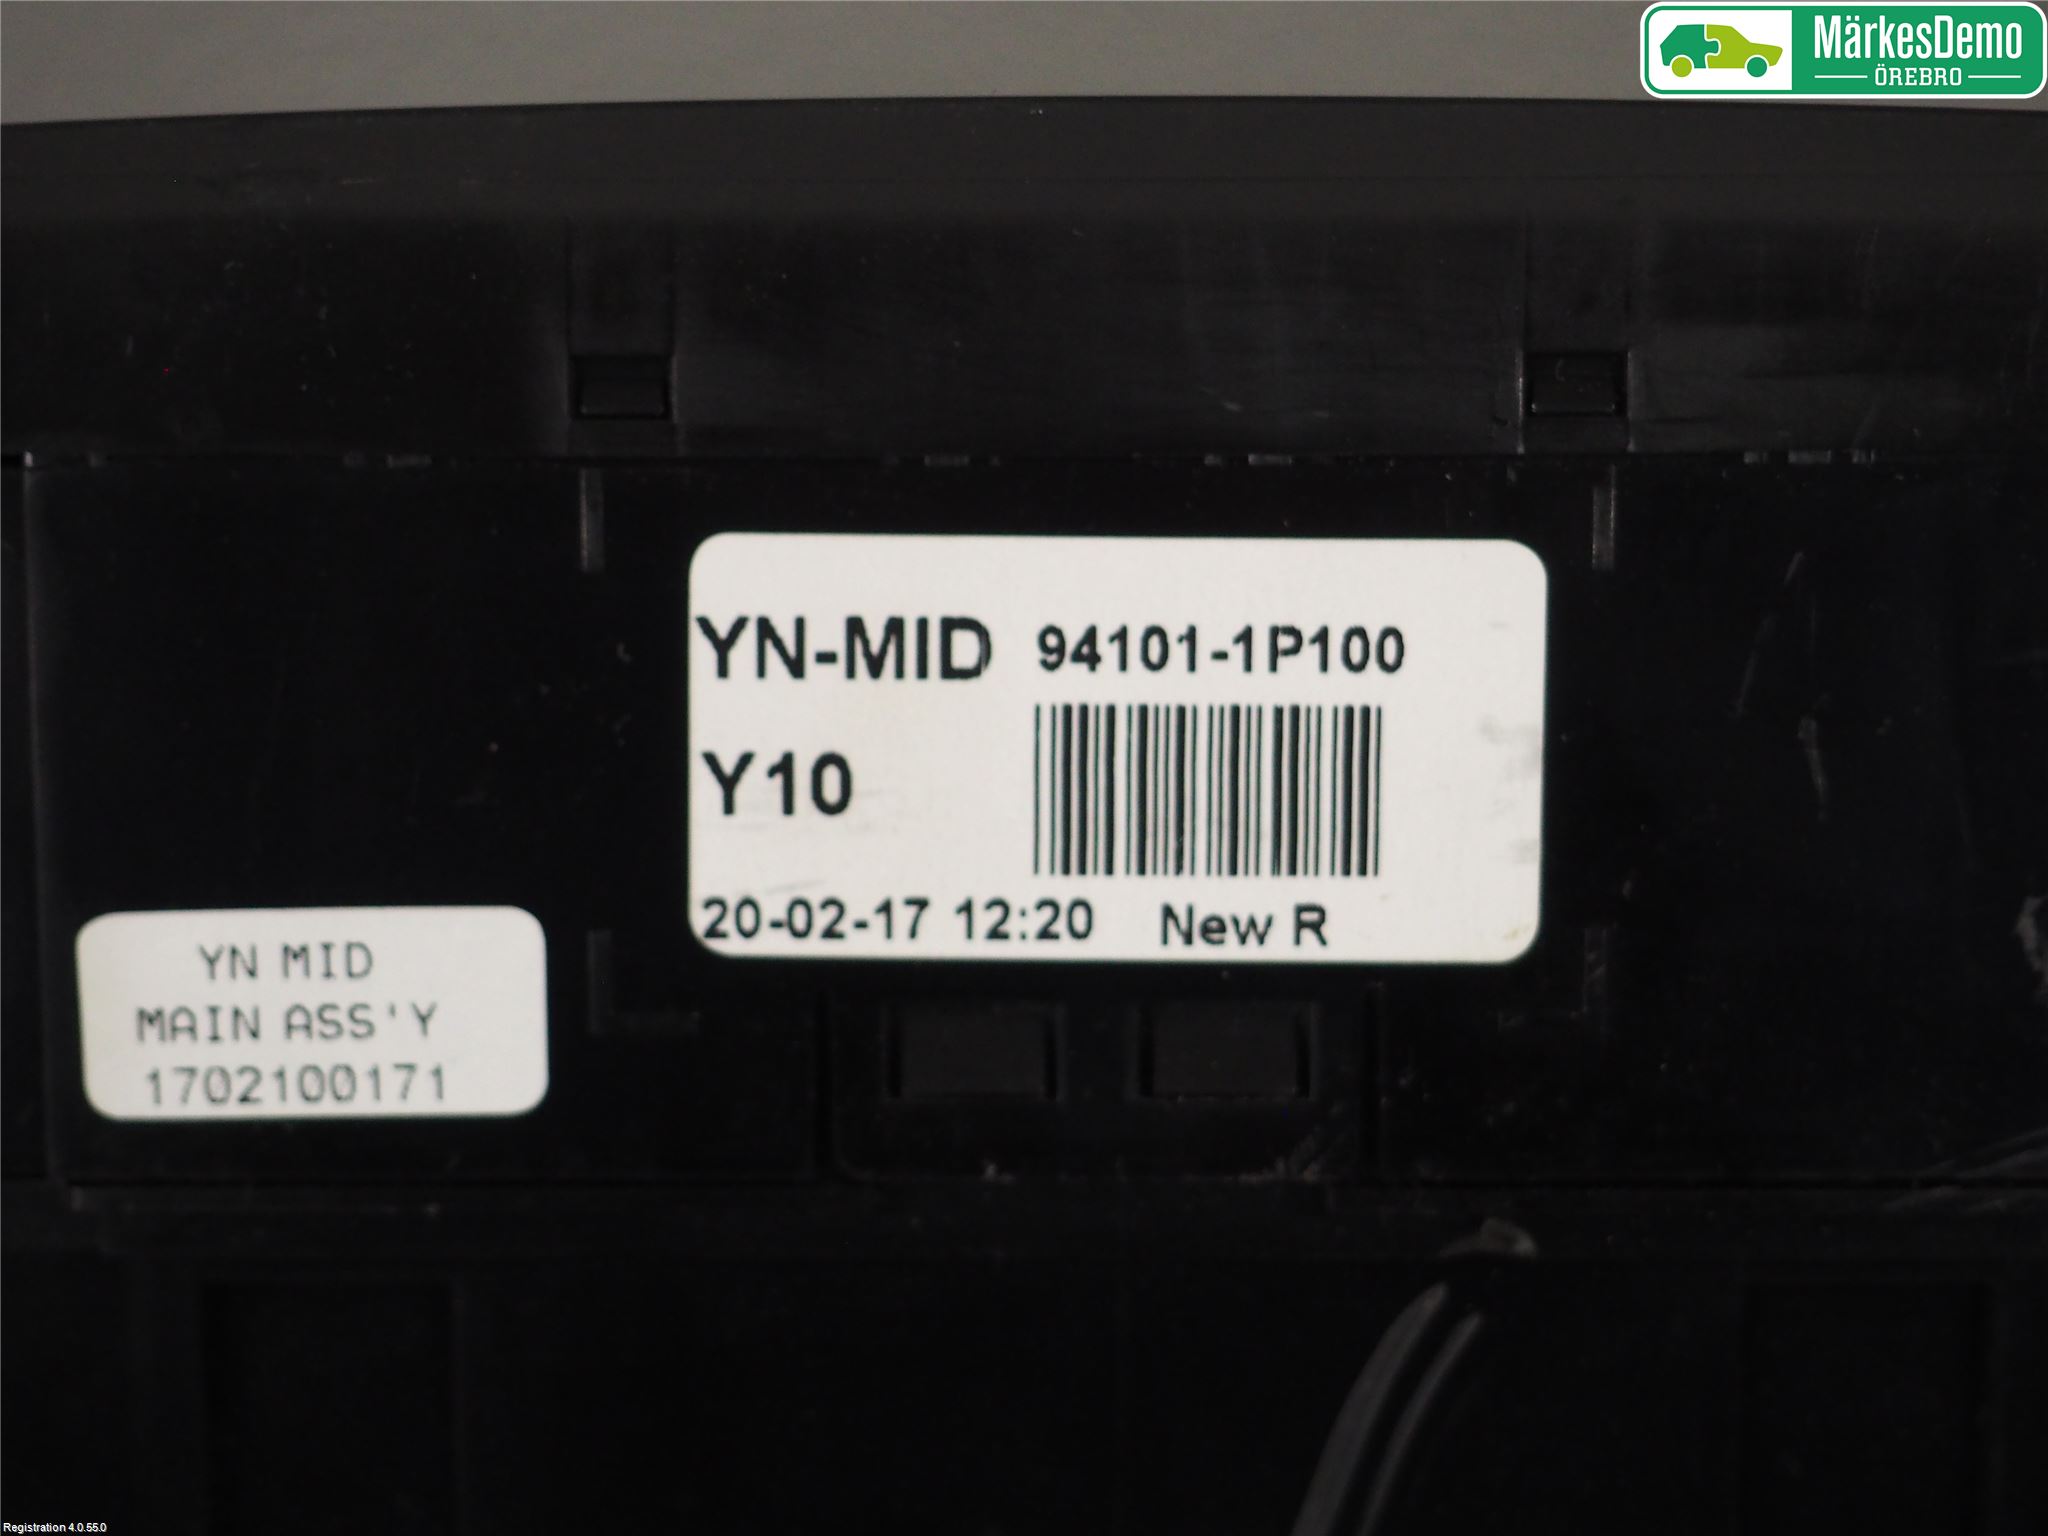 MärkesDemo
ÖREBRO
YN-MID 94101-1P100
Y10
20-02-17 12:20 New R
YN MID
MAIN ASS'Y
1702100171
Registration 4.0.55.0